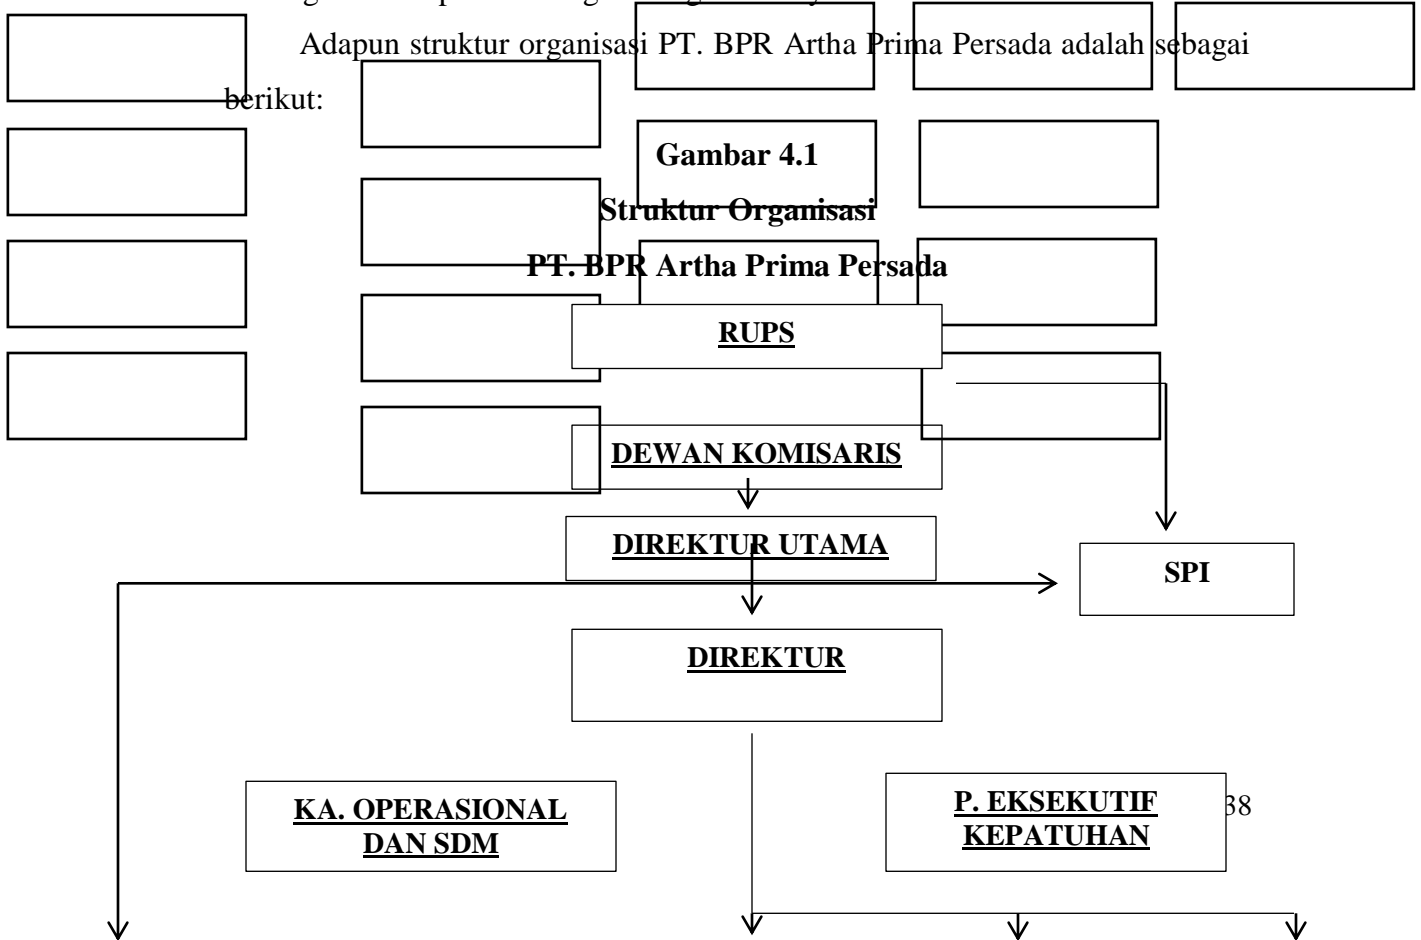 Adapun struktur organisasi PT. BPR Artha Prima Persada adalah sebagai
berikut:
Gambar 4.1
Struktur Organisasi
PT. BPR Artha Prima Persada
RUPS
DEWAN KOMISARIS
DIREKTUR UTAMA
SPI
DIREKTUR
KA. OPERASIONAL
DAN SDM
P. EKSEKUTIF
KEPATUHAN
38